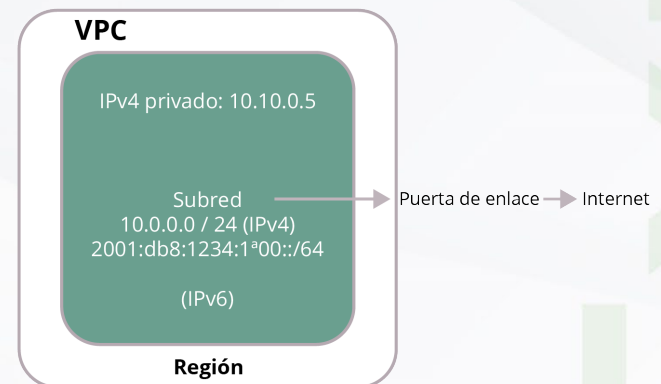 VPC
IPv4 privado: 10.10.0.5
Subred
10.0.0.0 / 24 (IPv4)
2001:db8:1234:1ª00::/64
(IPv6)
Puerta de enlace
Internet
Región